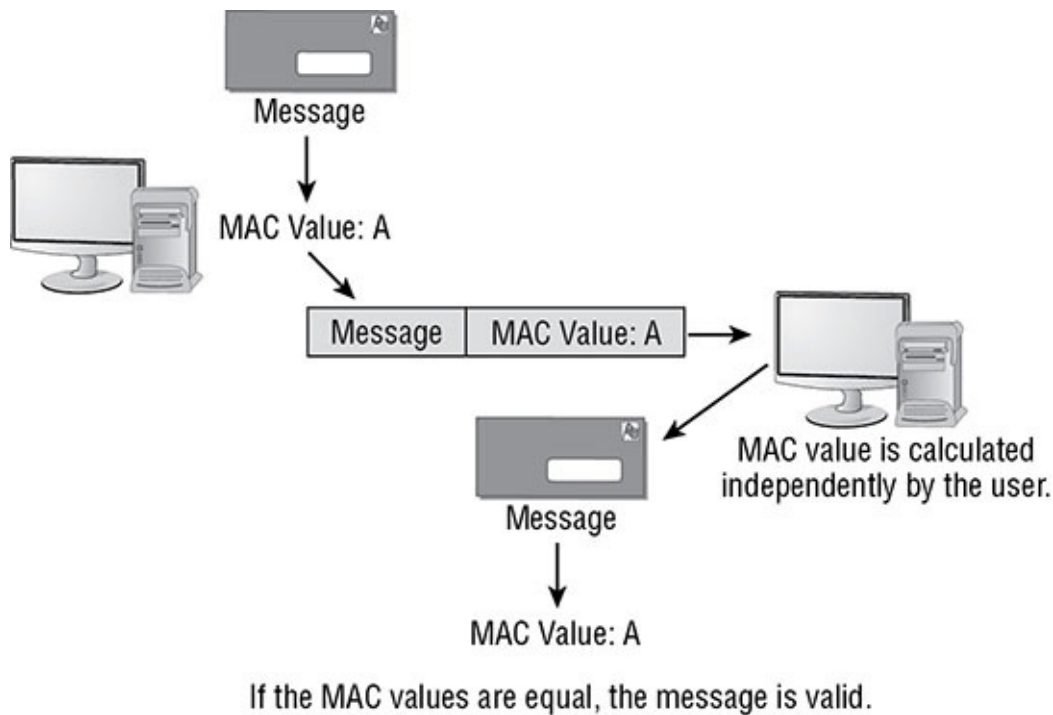 Message
MAC Value: A
Message MAC Value: A
MAC value is calculated
independently by the user.
Message
MAC Value: A
If the MAC values are equal, the message is valid.